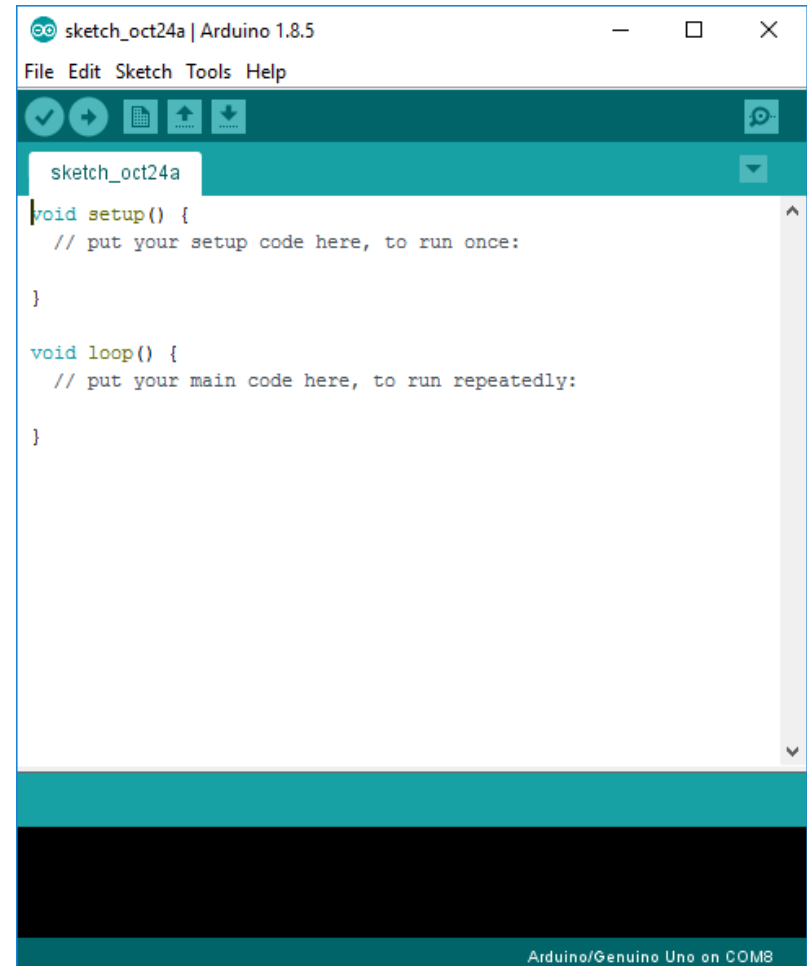 sketch_oct24a | Arduino 1.8.5
File Edit Sketch Tools Help
sketch_oct24a
void setup() {
  // put your setup code here, to run once:

}

void loop() {
  // put your main code here, to run repeatedly:

}
Arduino/Genuino Uno on COM8